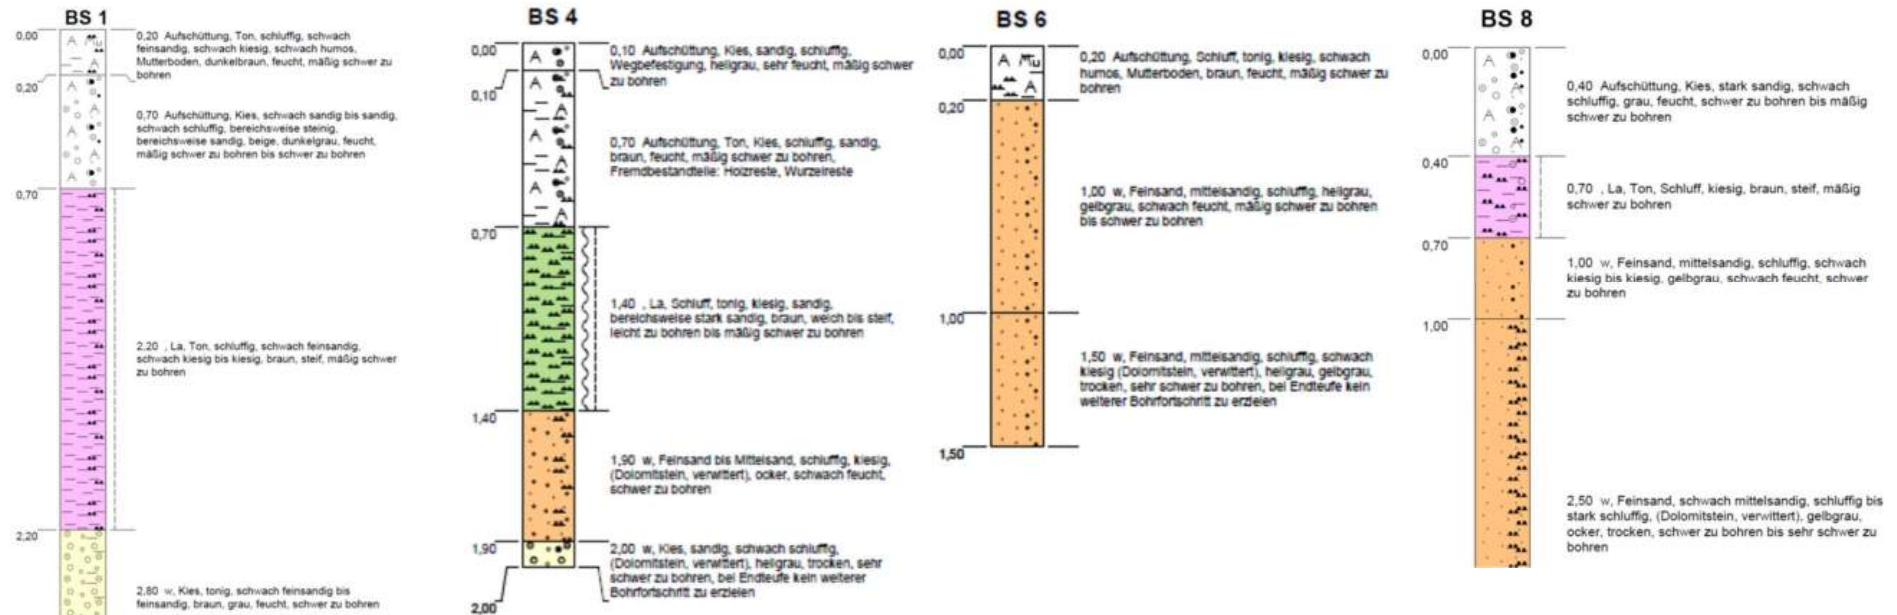 BS 1
0,00
0,20 Aufschüttung, Ton, schluffig, schwach
feinsandig, schwach kiesig, schwach humos,
Mutterboden, dunkelbraun, feucht, mäßig schwer zu
bohren
0,20
0,70 Aufschüttung, Kies, schwach sandig bis sandig,
schwach schluffig, bereichsweise steinig,
bereichsweise sandig, beige, dunkelgrau, feucht,
mäßig schwer zu bohren bis schwer zu bohren
0,70
2,20 , La, Ton, schluffig, schwach feinsandig,
schwach kiesig bis kiesig, braun, steif, mäßig schwer
zu bohren
2,20
2,80 w, Kies, tonig, schwach feinsandig bis
feinsandig, braun, grau, feucht, schwer zu bohren
A Mu
A
A
A
A
A
BS 4
0,00
0,10 Aufschüttung, Kies, sandig, schluffig,
Wegbefestigung, hellgrau, sehr feucht, mäßig schwer
zu bohren
0,10
0,70 Aufschüttung, Ton, Kies, schluffig, sandig,
braun, feucht, mäßig schwer zu bohren,
Fremdbestandteile: Holzreste, Wurzelreste
0,70
1,40 , La, Schluff, tonig, kiesig, sandig,
bereichsweise stark sandig, braun, weich bis steif,
leicht zu bohren bis mäßig schwer zu bohren
1,40
1,90 w, Feinsand bis Mittelsand, schluffig, kiesig,
(Dolomitstein, verwittert), ocker, schwach feucht,
schwer zu bohren
1,90
2,00 w, Kies, sandig, schwach schluffig,
(Dolomitstein, verwittert), hellgrau, trocken, sehr
schwer zu bohren, bei Endteufe kein weiterer
Bohrfortschritt zu erzielen
2,00
A
A
A
A
A
A
BS 6
0,00
A Mu
A
0,20 Aufschüttung, Schluff, tonig, kiesig, schwach
humos, Mutterboden, braun, feucht, mäßig schwer zu
bohren
0,20
1,00 w, Feinsand, mittelsandig, schluffig, hellgrau,
gelbgrau, schwach feucht, mäßig schwer zu bohren
bis schwer zu bohren
1,00
1,50 w, Feinsand, mittelsandig, schluffig, schwach
kiesig (Dolomitstein, verwittert), hellgrau, gelbgrau,
trocken, sehr schwer zu bohren, bei Endteufe kein
weiterer Bohrfortschritt zu erzielen
1,50
BS 8
0,00
A
A
A
A
0,40 Aufschüttung, Kies, stark sandig, schwach
schluffig, grau, feucht, schwer zu bohren bis mäßig
schwer zu bohren
0,40
0,70 , La, Ton, Schluff, kiesig, braun, steif, mäßig
schwer zu bohren
0,70
1,00 w, Feinsand, mittelsandig, schluffig, schwach
kiesig bis kiesig, gelbgrau, schwach feucht, schwer
zu bohren
1,00
2,50 w, Feinsand, schwach mittelsandig, schluffig bis
stark schluffig, (Dolomitstein, verwittert), gelbgrau,
ocker, trocken, schwer zu bohren bis sehr schwer zu
bohren